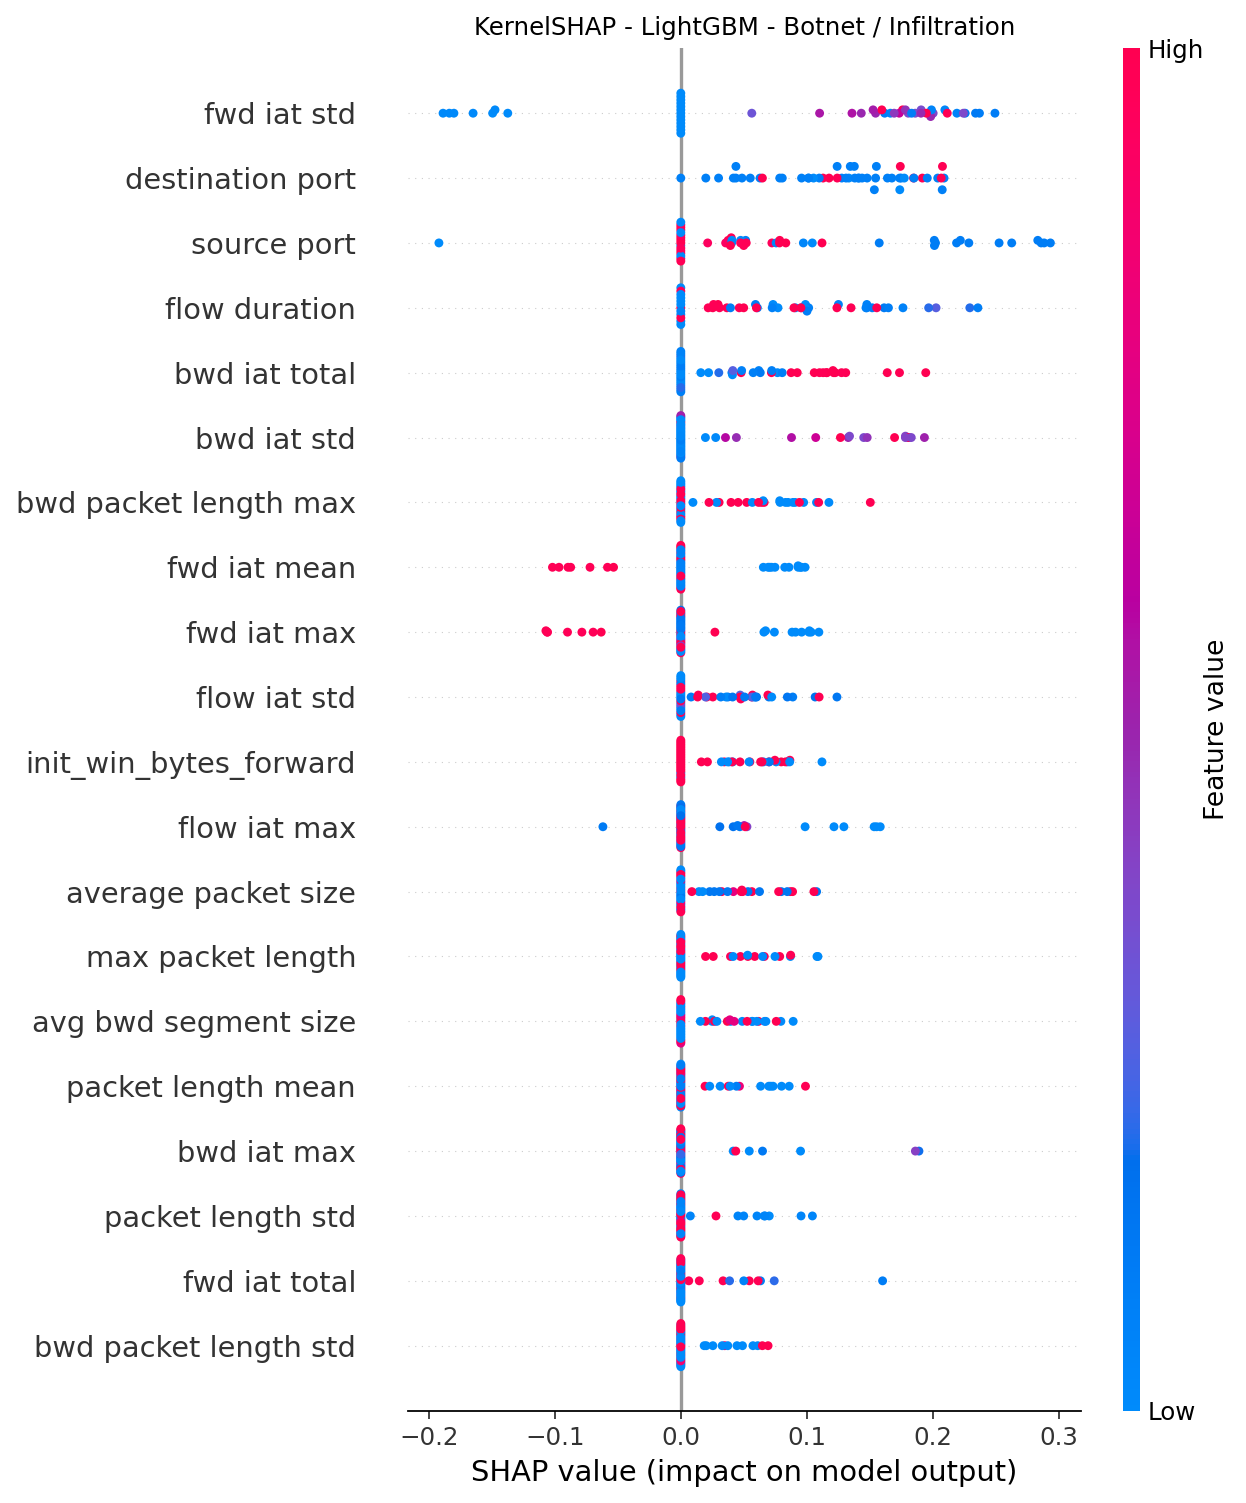 KernelSHAP - LightGBM - Botnet / Infiltration
High
fwd iat std
destination port
source port
flow duration
bwd iat total
bwd iat std
bwd packet length max
fwd iat mean
fwd iat max
flow iat std
init_win_bytes_forward
flow iat max
average packet size
max packet length
avg bwd segment size
packet length mean
bwd iat max
packet length std
fwd iat total
bwd packet length std
Feature value
Low
−0.2 −0.1 0.0 0.1 0.2 0.3
SHAP value (impact on model output)